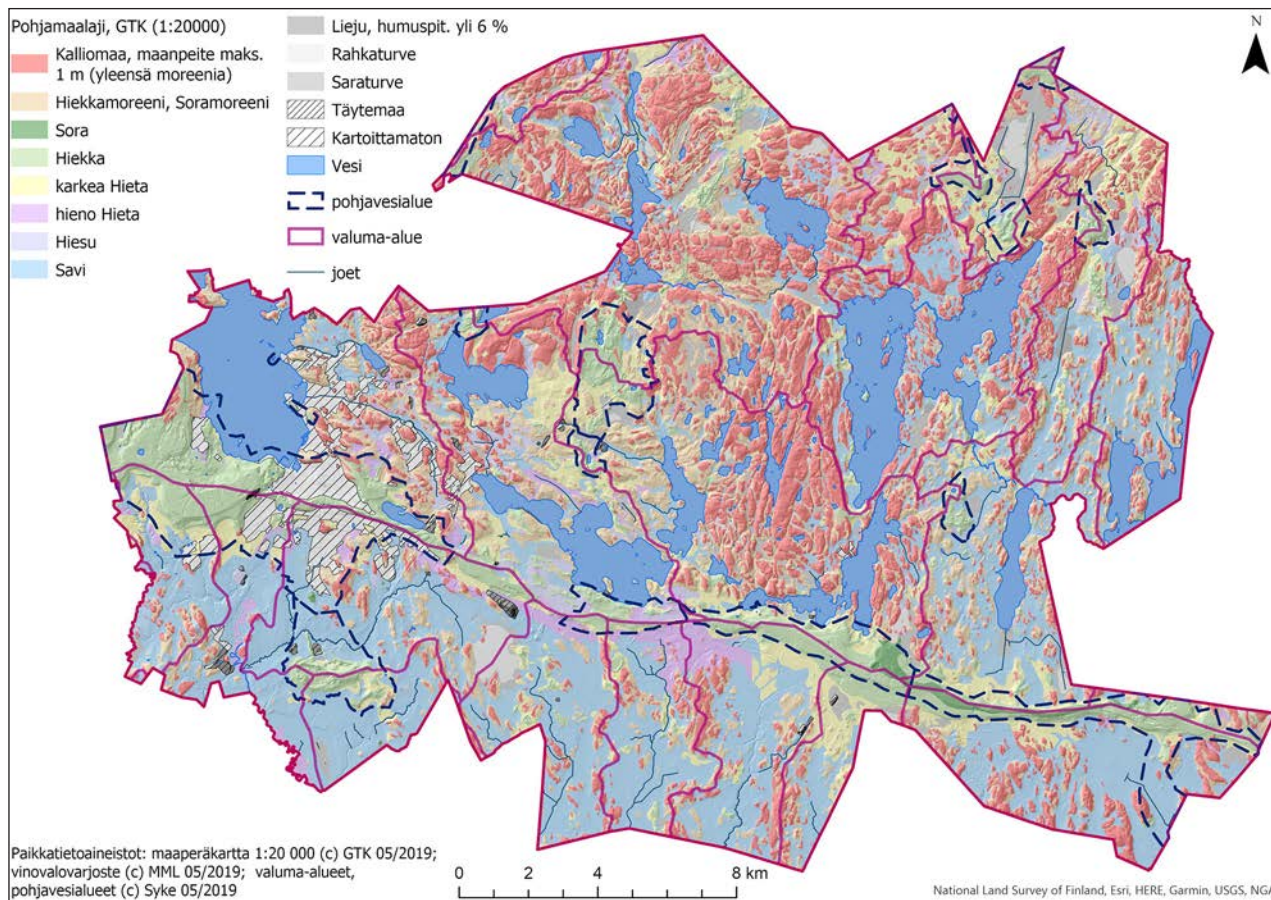 Pohjamaalaji, GTK (1:20000)
Kalliomaa, maanpeite maks.
1 m (yleensä moreenia)
Hiekkamoreeni, Soramoreeni
Sora
Hiekka
karkea Hieta
hieno Hieta
Hiesu
Savi
Lieju, humuspit. yli 6 %
Rahkaturve
Saraturve
Täytemaa
Kartoittamaton
Vesi
pohjavesialue
valuma-alue
joet
N
Paikkatietoaineistot: maaperäkartta 1:20 000 (c) GTK 05/2019;
vinovalovarjoste (c) MML 05/2019; valuma-alueet,
pohjavesialueet (c) Syke 05/2019
0 2 4 8 km
National Land Survey of Finland, Esri, HERE, Garmin, USGS, NGA